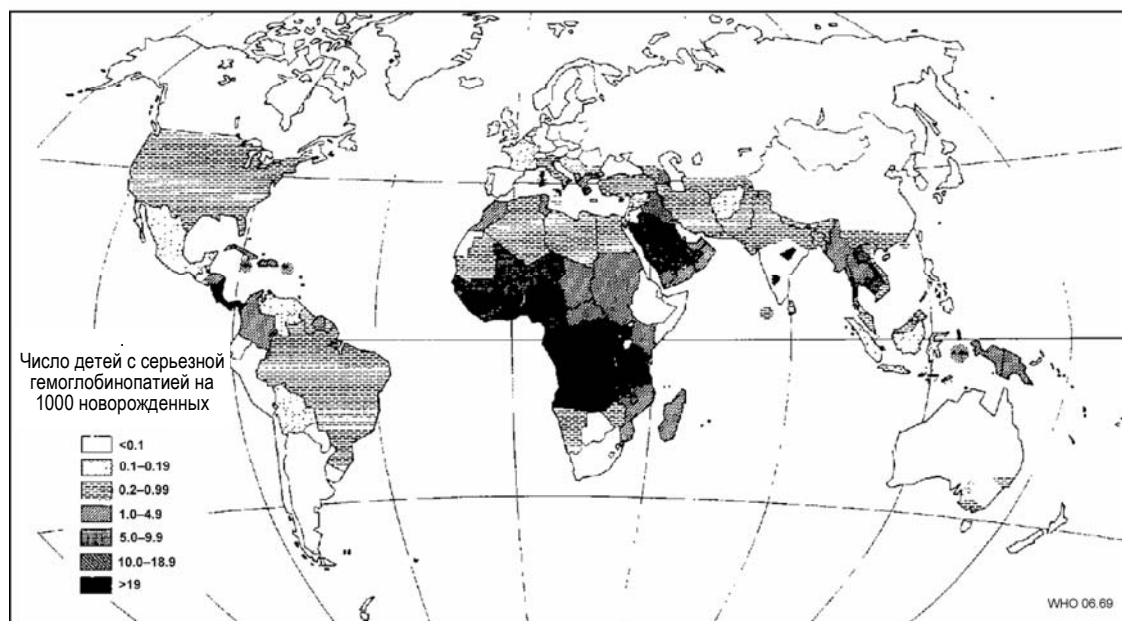 Число детей с серьезной
гемоглобинопатией на
1000 новорожденных
<0.1
0.1–0.19
0.2–0.99
1.0–4.9
5.0–9.9
10.0–18.9
>19
WHO 06.69